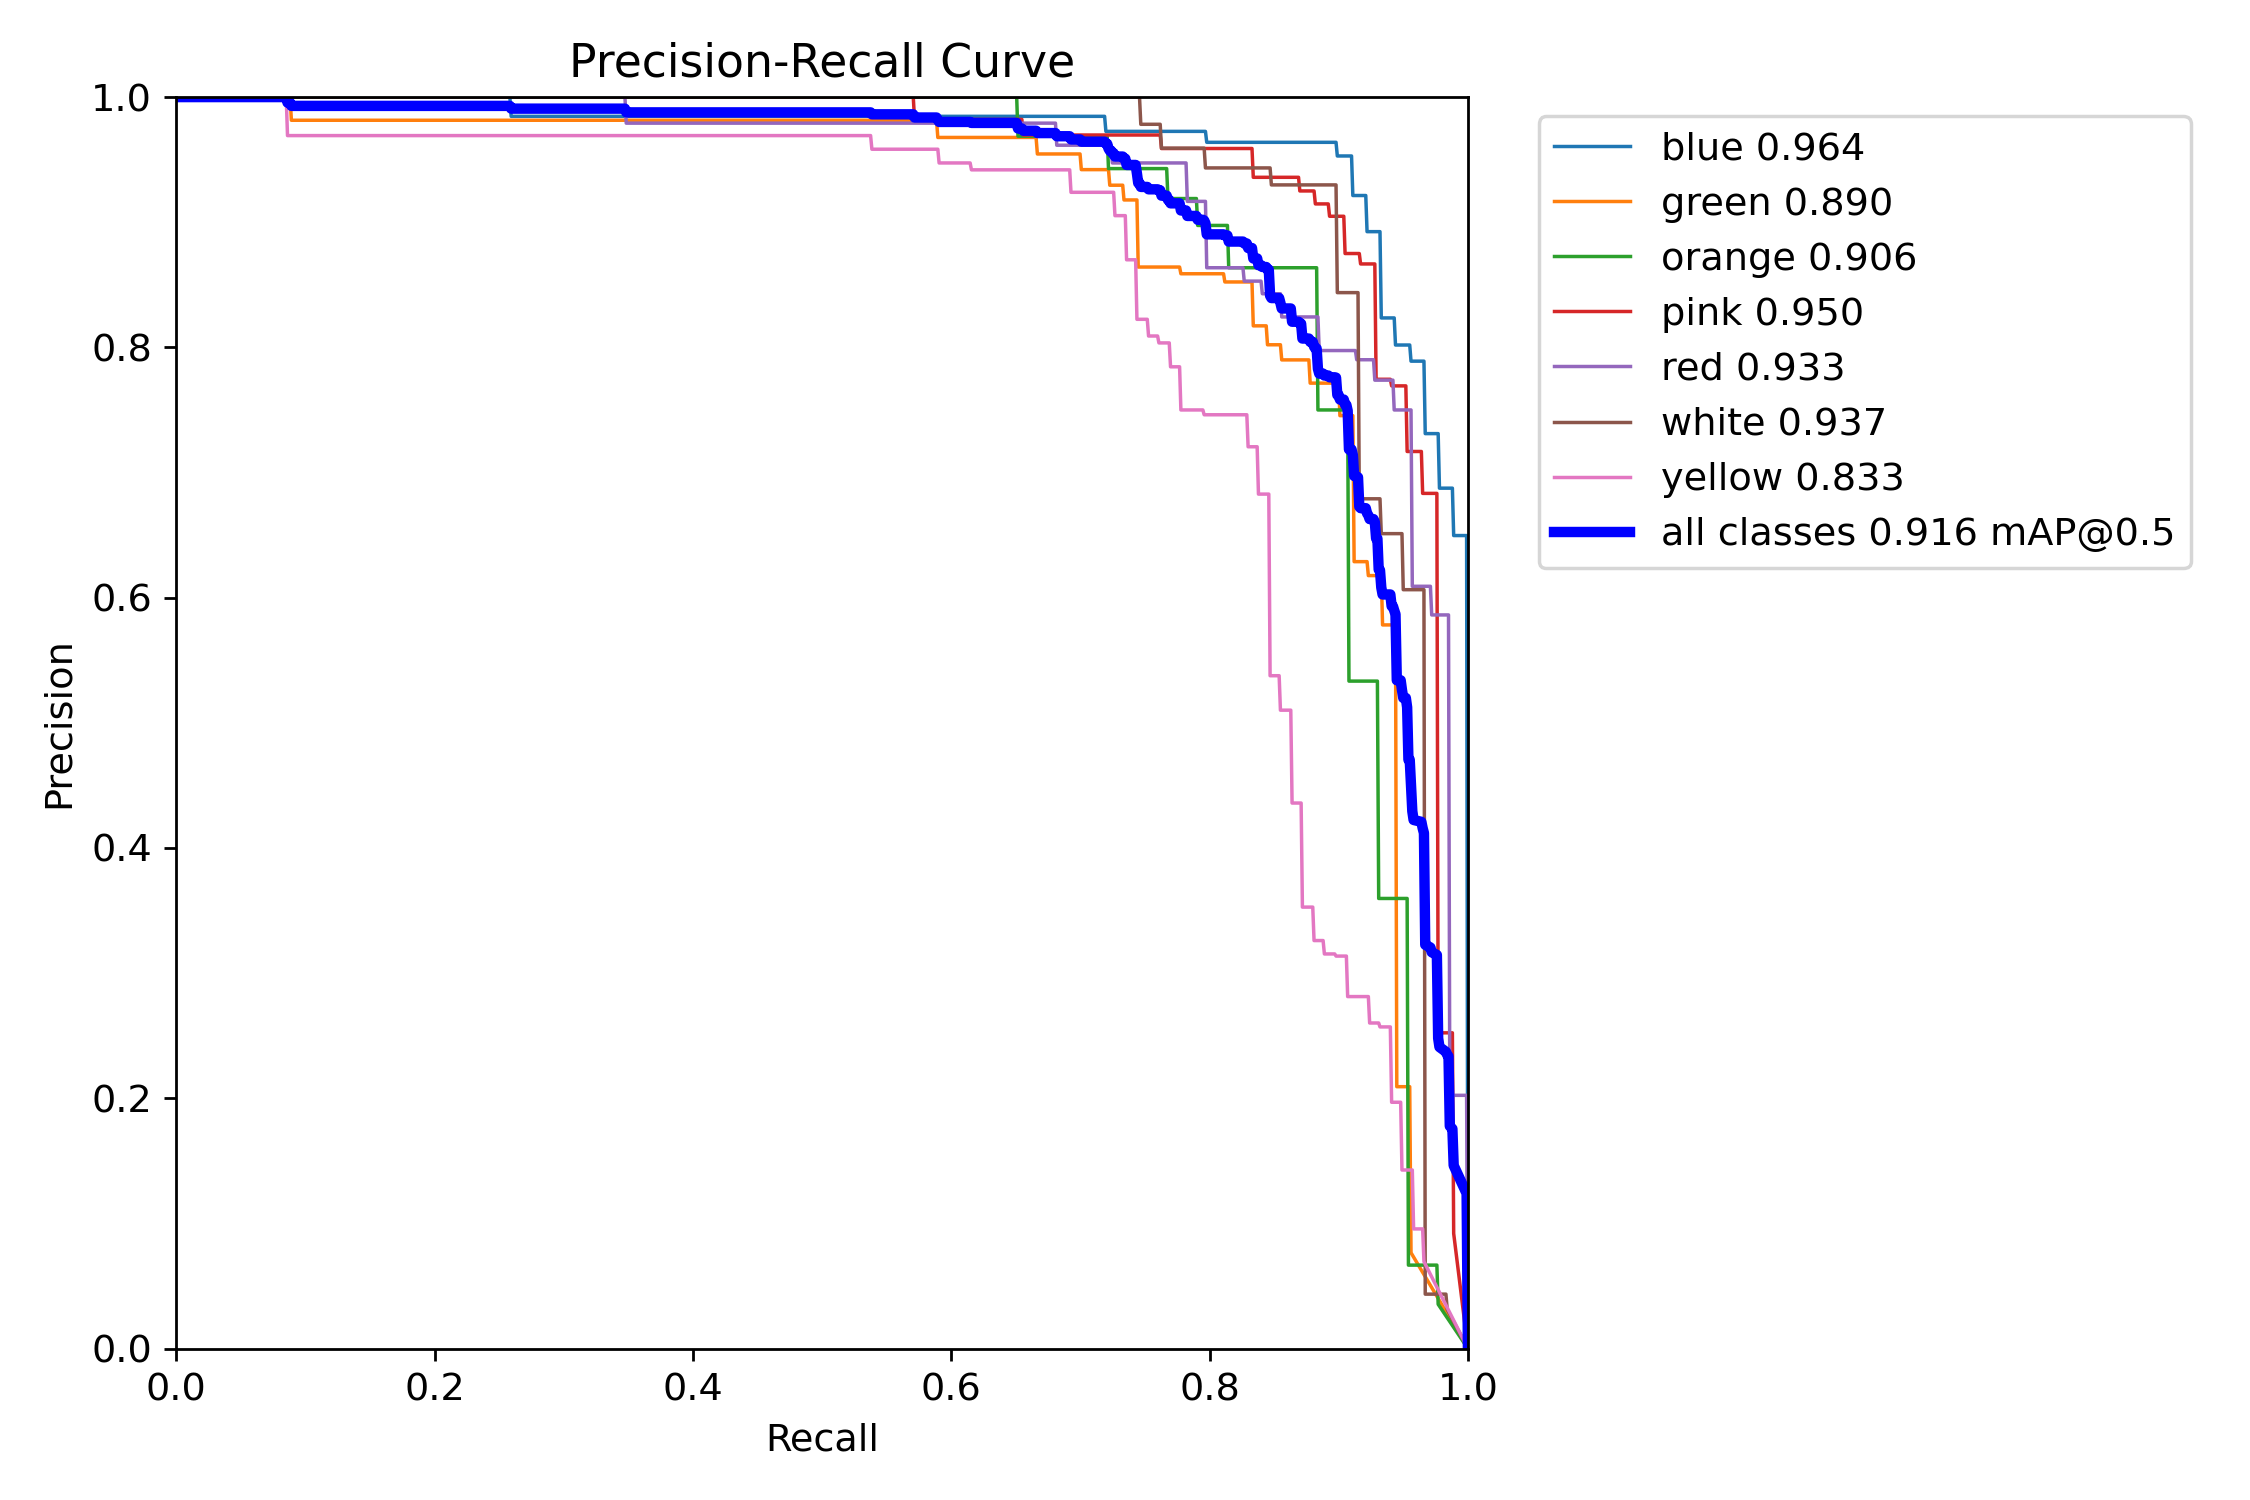 Precision-Recall Curve
1.0
0.8
0.6
0.4
0.2
0.0
Precision
0.0 0.2 0.4 0.6 0.8 1.0
Recall
blue 0.964
green 0.890
orange 0.906
pink 0.950
red 0.933
white 0.937
yellow 0.833
all classes 0.916 mAP@0.5